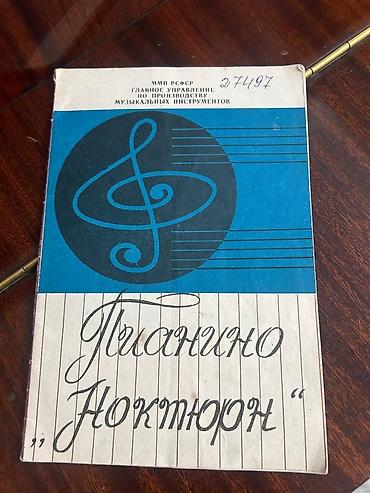 ММП РСФСР
ГЛАВНОЕ УПРАВЛЕНИЕ
ПО ПРОИЗВОДСТВУ
МУЗЫКАЛЬНЫХ ИНСТРУМЕНТОВ
27497
Пианино
„Ноктюрн“